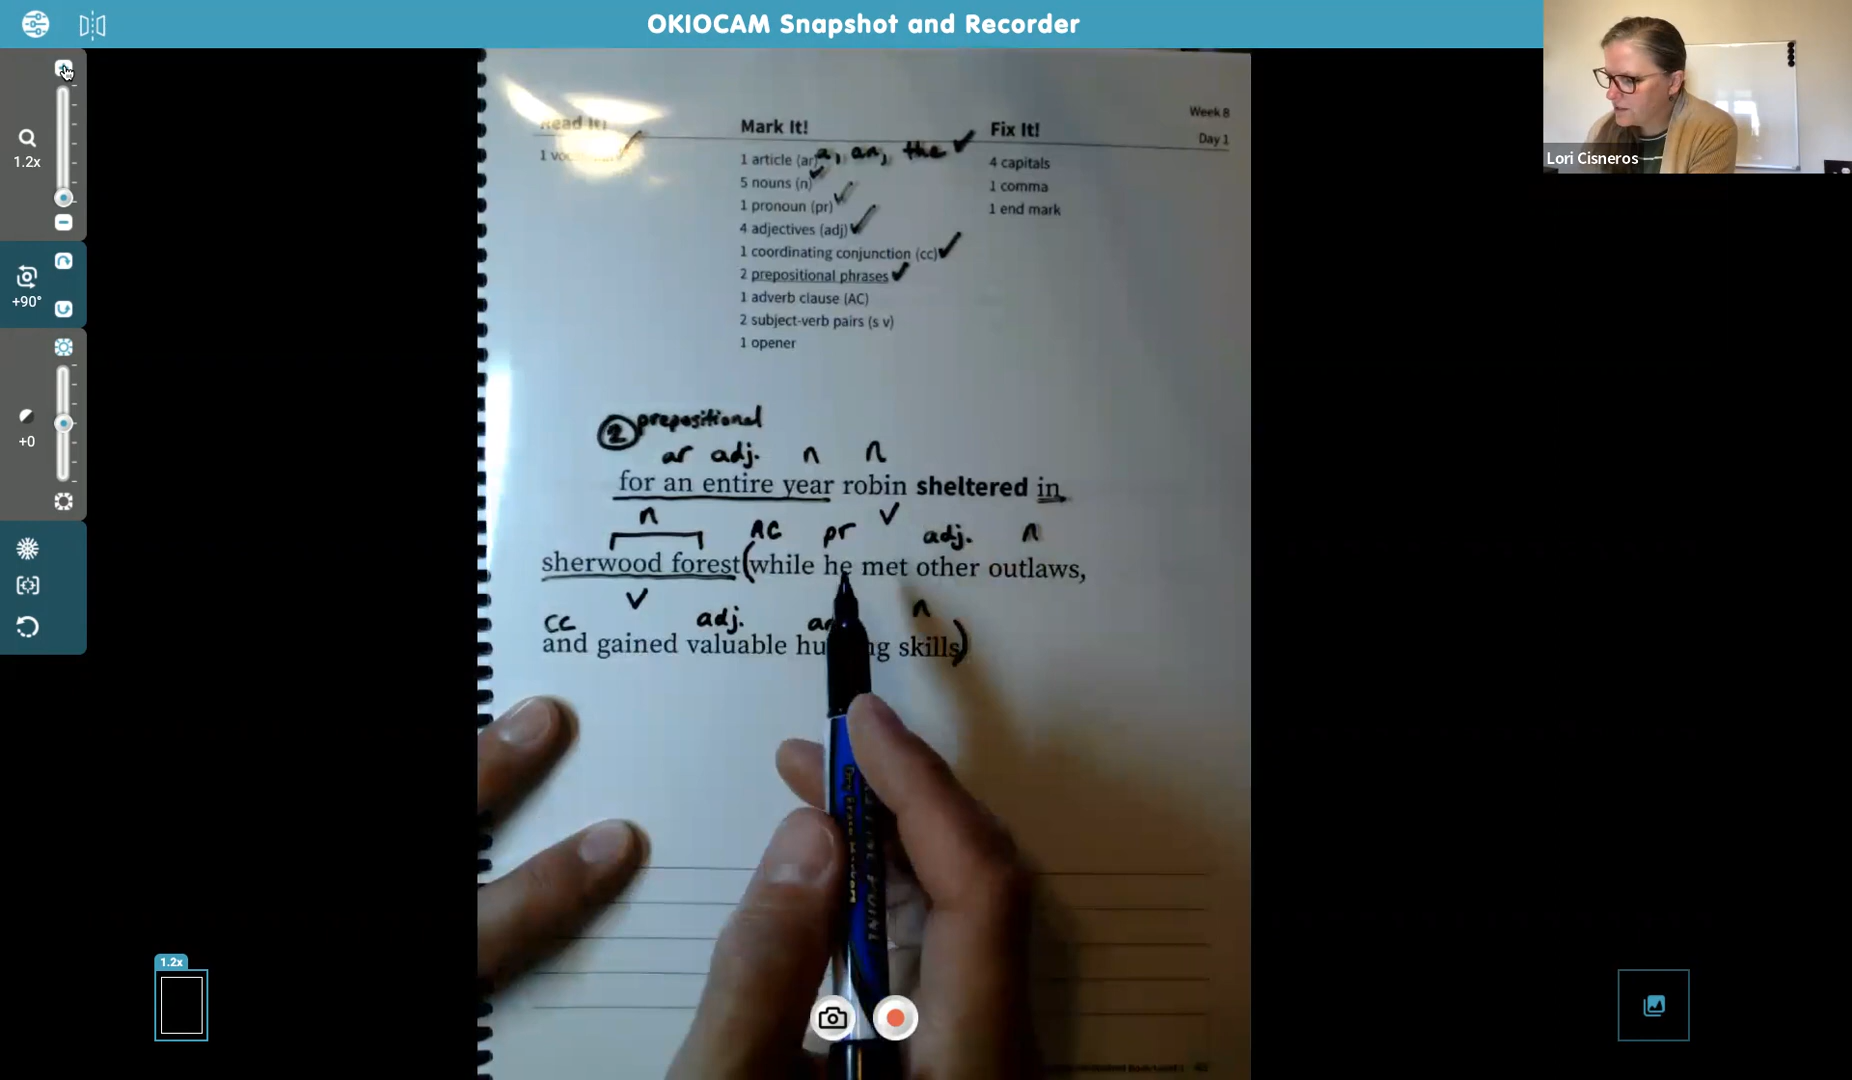 OKIOCAM Snapshot and Recorder
1.2x
+90°
+0
Lori Cisneros
Week 8
Day 1
Read It!
Mark It!
Fix It!
1 article (ar) a, an, the ✓
5 nouns (n) ✓
1 pronoun (pr) ✓
4 adjectives (adj) ✓
1 coordinating conjunction (cc) ✓
2 prepositional phrases ✓
1 adverb clause (AC)
2 subject-verb pairs (s v)
1 opener
4 capitals
1 comma
1 end mark
② prepositional
ar adj. n n
for an entire year robin sheltered in
n AC pr v adj. n
sherwood forest (while he met other outlaws,
cc v adj. n
and gained valuable skills)
1.2x